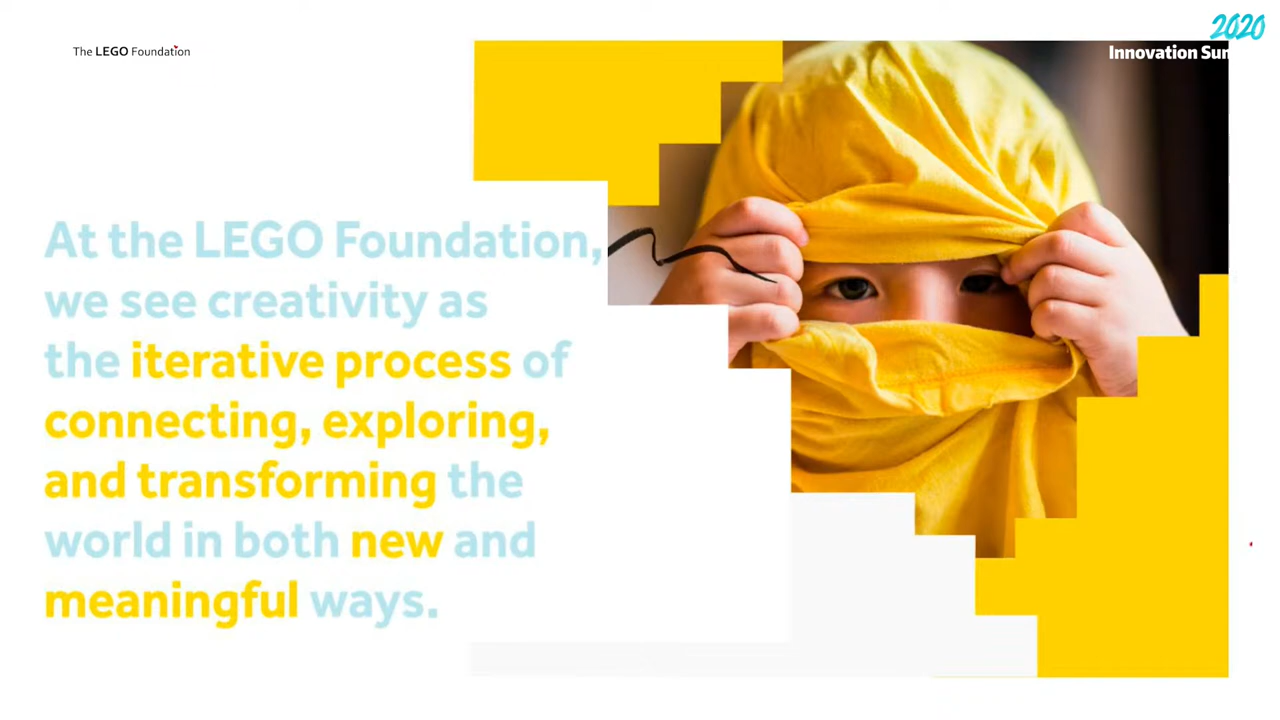 The LEGO Foundation
2020
Innovation
At the LEGO Foundation,
we see creativity as
the iterative process of
connecting, exploring,
and transforming the
world in both new and
meaningful ways.